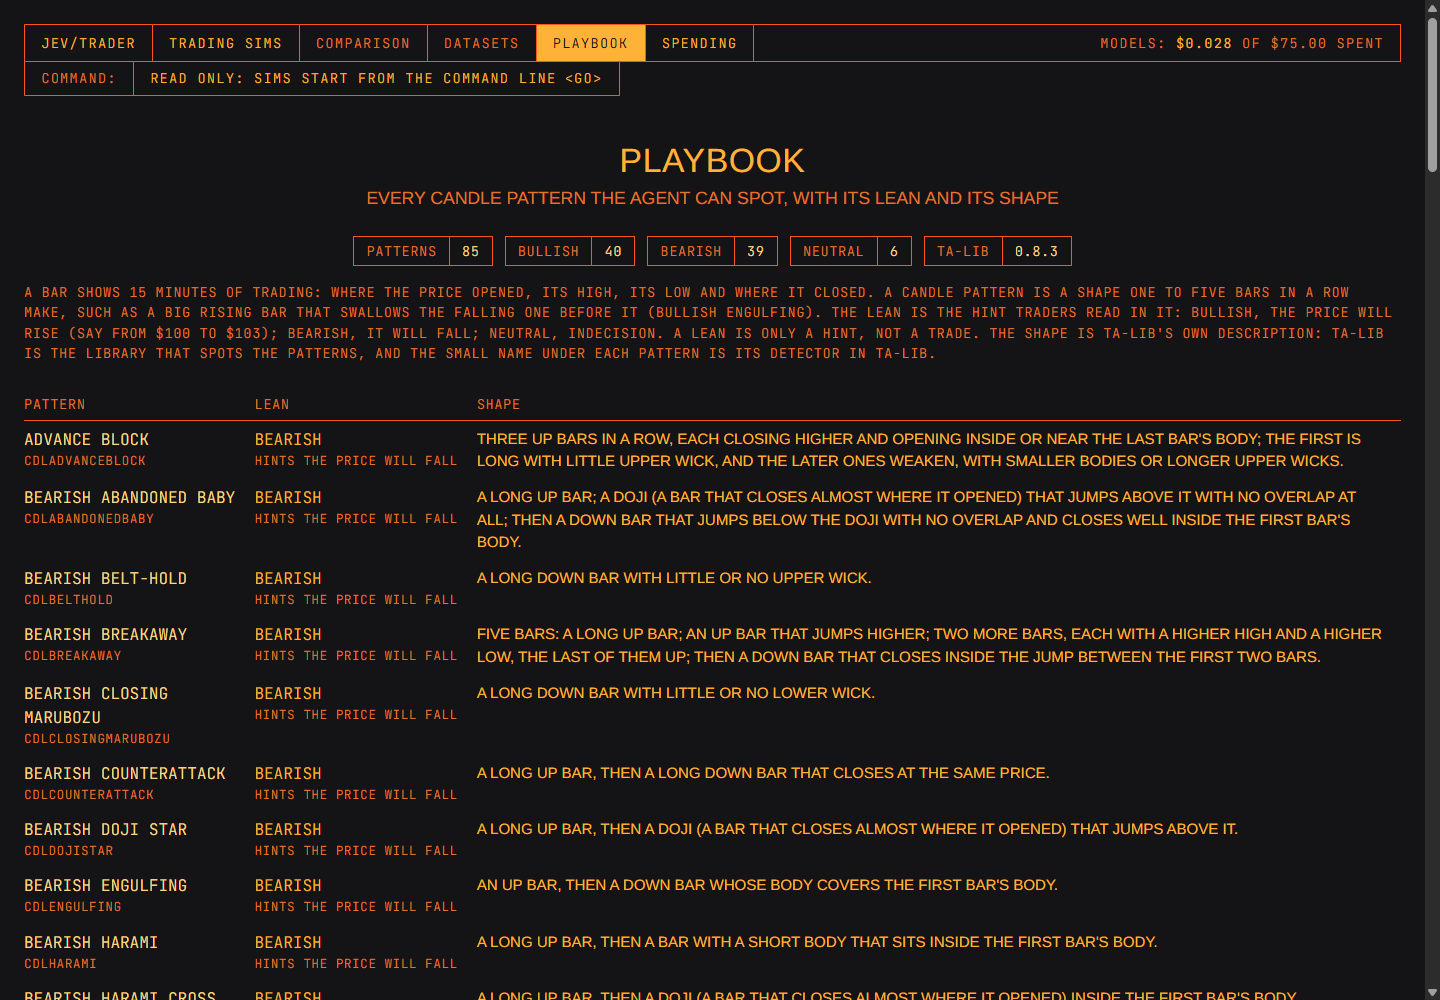 JEV/TRADER TRADING SIMS COMPARISON DATASETS PLAYBOOK SPENDING MODELS: $0.028 OF $75.00 SPENT
COMMAND: READ ONLY: SIMS START FROM THE COMMAND LINE <GO>
PLAYBOOK
EVERY CANDLE PATTERN THE AGENT CAN SPOT, WITH ITS LEAN AND ITS SHAPE
PATTERNS 85 BULLISH 40 BEARISH 39 NEUTRAL 6 TA-LIB 0.8.3
A BAR SHOWS 15 MINUTES OF TRADING: WHERE THE PRICE OPENED, ITS HIGH, ITS LOW AND WHERE IT CLOSED. A CANDLE PATTERN IS A SHAPE ONE TO FIVE BARS IN A ROW
MAKE, SUCH AS A BIG RISING BAR THAT SWALLOWS THE FALLING ONE BEFORE IT (BULLISH ENGULFING). THE LEAN IS THE HINT TRADERS READ IN IT: BULLISH, THE PRICE WILL
RISE (SAY FROM $100 TO $103); BEARISH, IT WILL FALL; NEUTRAL, INDECISION. A LEAN IS ONLY A HINT, NOT A TRADE. THE SHAPE IS TA-LIB'S OWN DESCRIPTION: TA-LIB
IS THE LIBRARY THAT SPOTS THE PATTERNS, AND THE SMALL NAME UNDER EACH PATTERN IS ITS DETECTOR IN TA-LIB.
PATTERN LEAN SHAPE
ADVANCE BLOCK BEARISH THREE UP BARS IN A ROW, EACH CLOSING HIGHER AND OPENING INSIDE OR NEAR THE LAST BAR'S BODY; THE FIRST IS
CDLADVANCEBLOCK HINTS THE PRICE WILL FALL LONG WITH LITTLE UPPER WICK, AND THE LATER ONES WEAKEN, WITH SMALLER BODIES OR LONGER UPPER WICKS.
BEARISH ABANDONED BABY BEARISH A LONG UP BAR; A DOJI (A BAR THAT CLOSES ALMOST WHERE IT OPENED) THAT JUMPS ABOVE IT WITH NO OVERLAP AT
CDLABANDONEDBABY HINTS THE PRICE WILL FALL ALL; THEN A DOWN BAR THAT JUMPS BELOW THE DOJI WITH NO OVERLAP AND CLOSES WELL INSIDE THE FIRST BAR'S
BODY.
BEARISH BELT-HOLD BEARISH A LONG DOWN BAR WITH LITTLE OR NO UPPER WICK.
CDLBELTHOLD HINTS THE PRICE WILL FALL
BEARISH BREAKAWAY BEARISH FIVE BARS: A LONG UP BAR; AN UP BAR THAT JUMPS HIGHER; TWO MORE BARS, EACH WITH A HIGHER HIGH AND A HIGHER
CDLBREAKAWAY HINTS THE PRICE WILL FALL LOW, THE LAST OF THEM UP; THEN A DOWN BAR THAT CLOSES INSIDE THE JUMP BETWEEN THE FIRST TWO BARS.
BEARISH CLOSING BEARISH A LONG DOWN BAR WITH LITTLE OR NO LOWER WICK.
MARUBOZU HINTS THE PRICE WILL FALL
CDLCLOSINGMARUBOZU
BEARISH COUNTERATTACK BEARISH A LONG UP BAR, THEN A LONG DOWN BAR THAT CLOSES AT THE SAME PRICE.
CDLCOUNTERATTACK HINTS THE PRICE WILL FALL
BEARISH DOJI STAR BEARISH A LONG UP BAR, THEN A DOJI (A BAR THAT CLOSES ALMOST WHERE IT OPENED) THAT JUMPS ABOVE IT.
CDLDOJISTAR HINTS THE PRICE WILL FALL
BEARISH ENGULFING BEARISH AN UP BAR, THEN A DOWN BAR WHOSE BODY COVERS THE FIRST BAR'S BODY.
CDLENGULFING HINTS THE PRICE WILL FALL
BEARISH HARAMI BEARISH A LONG UP BAR, THEN A BAR WITH A SHORT BODY THAT SITS INSIDE THE FIRST BAR'S BODY.
CDLHARAMI HINTS THE PRICE WILL FALL
BEARISH HARAMI CROSS BEARISH A LONG UP BAR, THEN A DOJI (A BAR THAT CLOSES ALMOST WHERE IT OPENED) INSIDE THE FIRST BAR'S BODY.